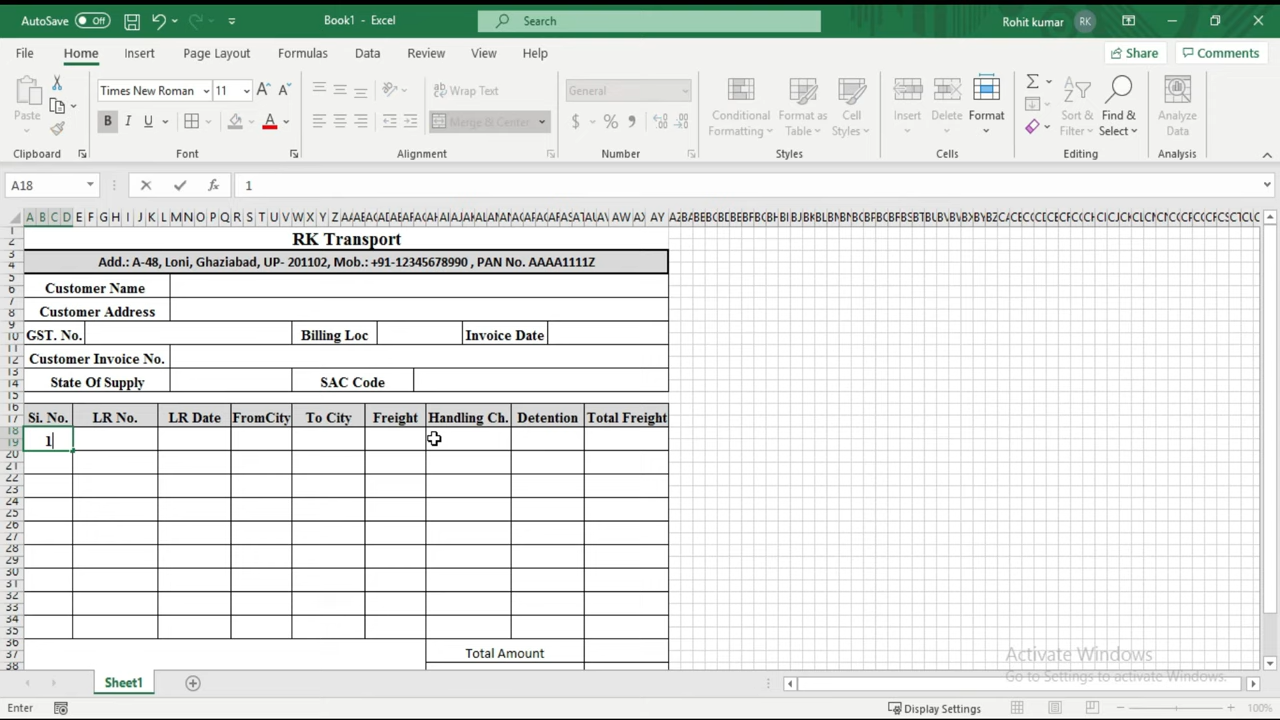 AutoSave Off Book1 - Excel Search Rohit kumar RK
File Home Insert Page Layout Formulas Data Review View Help Share Comments
Times New Roman 11 Wrap Text General
Paste B I U Merge & Center $ % Conditional Formatting Format as Table Cell Styles Insert Delete Format Sort & Filter Find & Select Analyze Data
Clipboard Font Alignment Number Styles Cells Editing Analysis
A18 fx 1
RK Transport
Add.: A-48, Loni, Ghaziabad, UP- 201102, Mob.: +91-12345678990 , PAN No. AAAA1111Z
Customer Name
Customer Address
GST. No. Billing Loc Invoice Date
Customer Invoice No.
State Of Supply SAC Code
Si. No. LR No. LR Date FromCity To City Freight Handling Ch. Detention Total Freight
1
Total Amount
Activate Windows
Go to Settings to activate Windows.
Sheet1
Enter Display Settings 100%